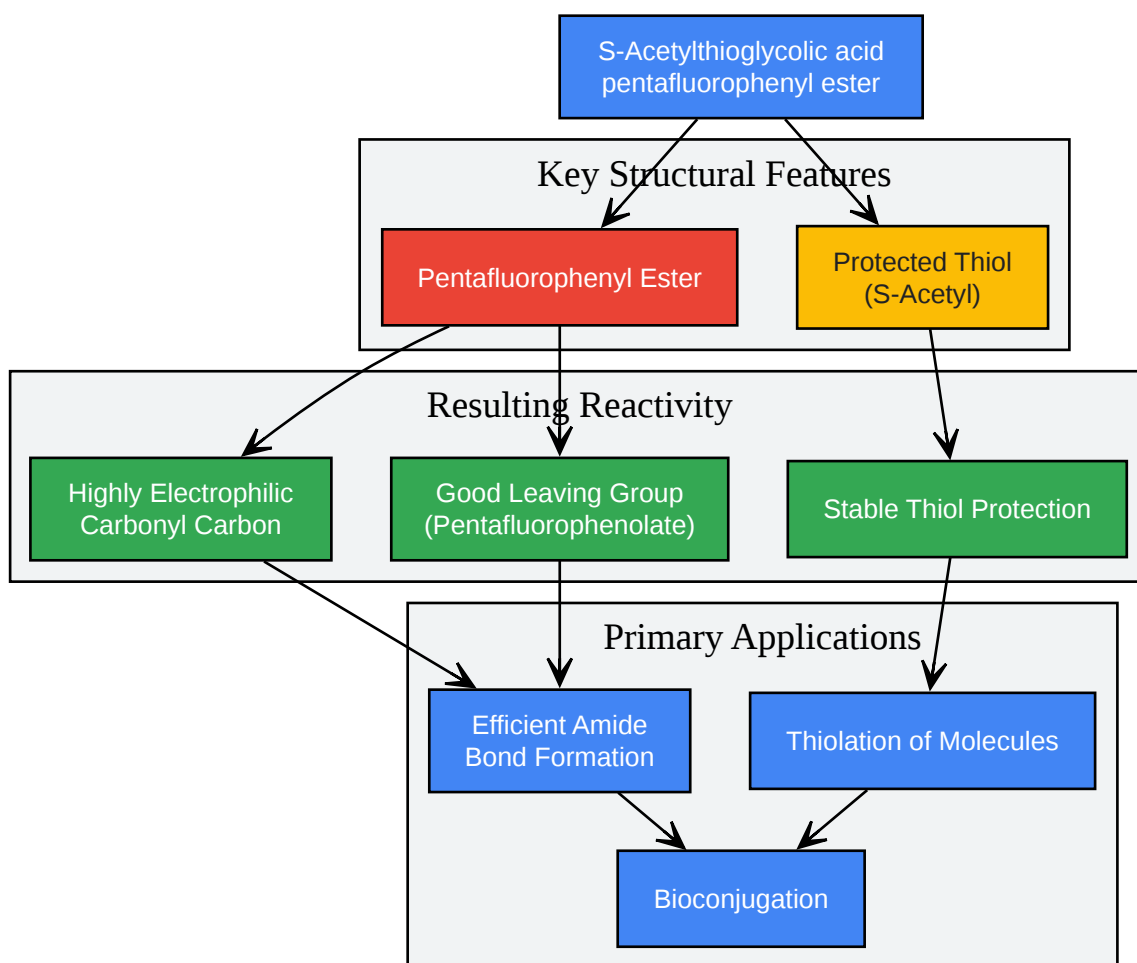 S-Acetylthioglycolic acid
pentafluorophenyl ester
Key Structural Features
Pentafluorophenyl Ester
Protected Thiol
(S-Acetyl)
Resulting Reactivity
Highly Electrophilic
Carbonyl Carbon
Good Leaving Group
(Pentafluorophenolate)
Stable Thiol Protection
Primary Applications
Efficient Amide
Bond Formation
Thiolation of Molecules
Bioconjugation